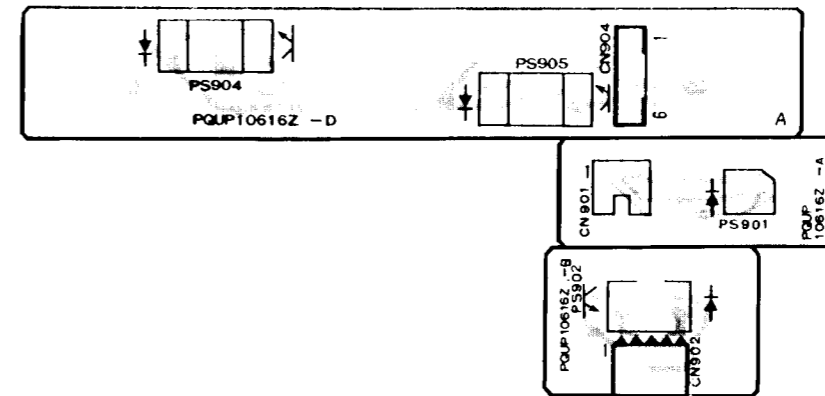 PS904
PS905
CN904
1
6
PQUP10616Z -D
A
1
CN901
PS901
PQUP
10616Z -A
PQUP10616Z -B
PS902
1
CN902